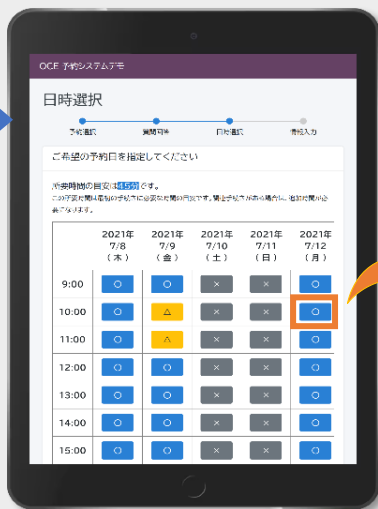 OCE 予約システムデモ
日時選択
予約選択 質問回答 日時選択 情報入力
ご希望の予約日を指定してください
所要時間の目安は45分です。
2021年 2021年 2021年 2021年 2021年
7/8 7/9 7/10 7/11 7/12
（木） （金） （土） （日） （月）
9:00 〇 〇 × × 〇
10:00 〇 △ × × 〇
11:00 〇 △ × × 〇
12:00 〇 〇 × × 〇
13:00 〇 〇 × × 〇
14:00 〇 〇 × × 〇
15:00 〇 〇 × × 〇